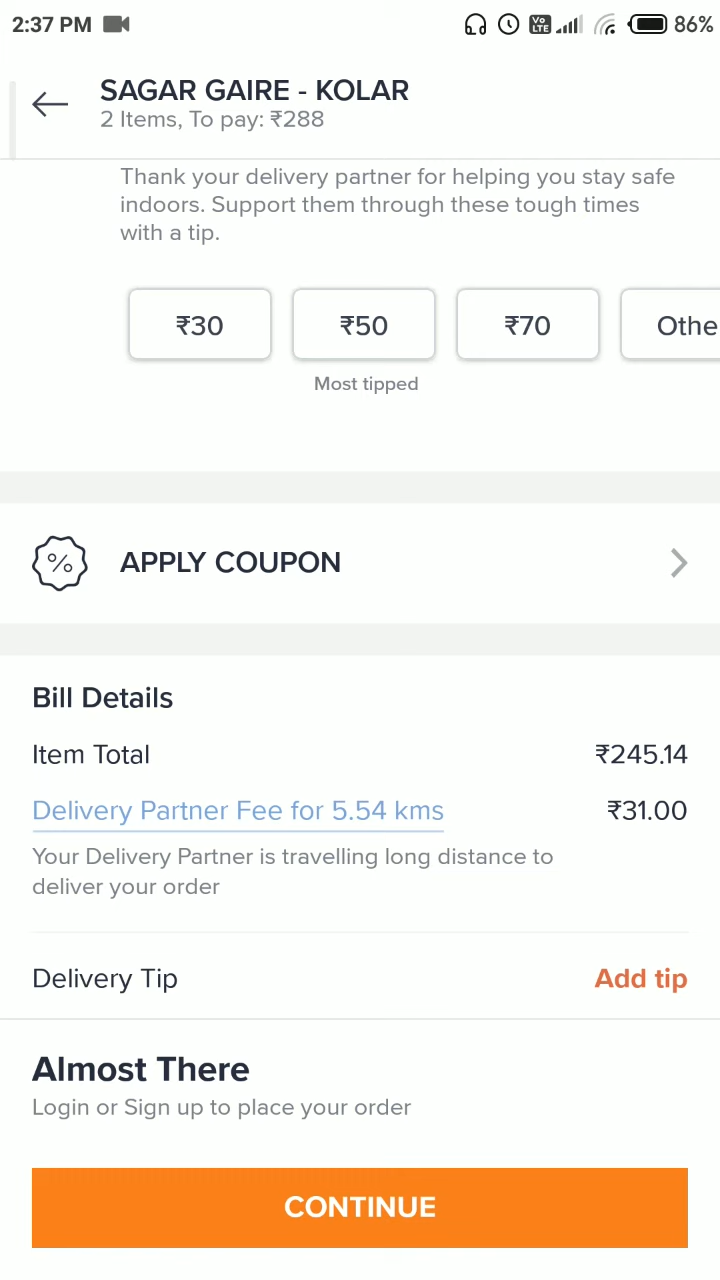 2:37 PM
Vo LTE
86%
SAGAR GAIRE - KOLAR
2 Items, To pay: ₹288
Thank your delivery partner for helping you stay safe
indoors. Support them through these tough times
with a tip.
₹30 ₹50 ₹70 Othe
Most tipped
APPLY COUPON
Bill Details
Item Total ₹245.14
Delivery Partner Fee for 5.54 kms ₹31.00
Your Delivery Partner is travelling long distance to
deliver your order
Delivery Tip Add tip
Almost There
Login or Sign up to place your order
CONTINUE